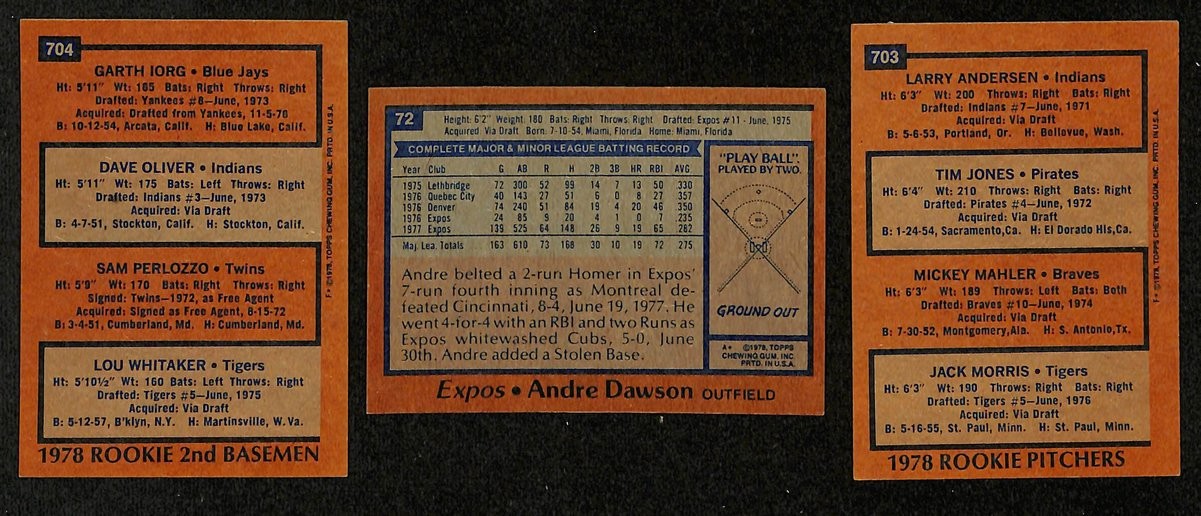 704
GARTH IORG • Blue Jays
Ht: 5'11" Wt: 165 Bats: Right Throws: Right
Drafted: Yankees #8—June, 1973
Acquired: Drafted from Yankees, 11-5-76
B: 10-12-54, Arcata, Calif. H: Blue Lake, Calif.
DAVE OLIVER • Indians
Ht: 5'11" Wt: 175 Bats: Left Throws: Right
Drafted: Indians #3—June, 1973
Acquired: Via Draft
B: 4-7-51, Stockton, Calif. H: Stockton, Calif.
SAM PERLOZZO • Twins
Ht: 5'9" Wt: 170 Bats: Right Throws: Right
Signed: Twins—1972, as Free Agent
Acquired: Signed as Free Agent, 8-15-72
B: 3-4-51, Cumberland, Md. H: Cumberland, Md.
LOU WHITAKER • Tigers
Ht: 5'10½" Wt: 160 Bats: Left Throws: Right
Drafted: Tigers #5—June, 1975
Acquired: Via Draft
B: 5-12-57, B'klyn, N.Y. H: Martinsville, W. Va.
1978 ROOKIE 2nd BASEMEN
F* ©1978, TOPPS CHEWING GUM, INC. PRTD. IN U.S.A.
72
Height: 6'2" Weight: 180 Bats: Right Throws: Right Drafted: Expos #11 - June, 1975
Acquired Via Draft Born: 7-10-54, Miami, Florida Home: Miami, Florida
COMPLETE MAJOR & MINOR LEAGUE BATTING RECORD
Year Club G AB R H 2B 3B HR RBI AVG
1975 Lethbridge 72 300 52 99 14 7 13 50 .330
1976 Quebec City 40 143 27 51 6 0 8 27 .357
1976 Denver 74 240 51 84 19 4 20 46 .350
1976 Expos 24 85 9 20 4 1 0 7 .235
1977 Expos 139 525 64 148 26 9 19 65 .282
Maj. Lea. Totals 163 610 73 168 30 10 19 72 .275
Andre belted a 2-run Homer in Expos'
7-run fourth inning as Montreal de-
feated Cincinnati, 8-4, June 19, 1977. He
went 4-for-4 with an RBI and two Runs as
Expos whitewashed Cubs, 5-0, June
30th. Andre added a Stolen Base.
"PLAY BALL".
PLAYED BY TWO.
GROUND OUT
A* ©1978, TOPPS
CHEWING GUM, INC.
PRTD. IN U.S.A.
Expos • Andre Dawson OUTFIELD
703
LARRY ANDERSEN • Indians
Ht: 6'3" Wt: 200 Bats: Right Throws: Right
Drafted: Indians #7—June, 1971
Acquired: Via Draft
B: 5-6-53, Portland, Or. H: Bellevue, Wash.
TIM JONES • Pirates
Ht: 6'4" Wt: 210 Throws: Right Bats: Right
Drafted: Pirates #4—June, 1972
Acquired: Via Draft
B: 1-24-54, Sacramento,Ca. H: El Dorado Hls,Ca.
MICKEY MAHLER • Braves
Ht: 6'3" Wt: 189 Throws: Left Bats: Both
Drafted: Braves #10—June, 1974
Acquired: Via Draft
B: 7-30-52, Montgomery,Ala. H: S. Antonio,Tx.
JACK MORRIS • Tigers
Ht: 6'3" Wt: 190 Throws: Right Bats: Right
Drafted: Tigers #5—June, 1976
Acquired: Via Draft
B: 5-16-55, St. Paul, Minn. H: St. Paul, Minn.
1978 ROOKIE PITCHERS
F* ©1978, TOPPS CHEWING GUM, INC. PRTD. IN U.S.A.